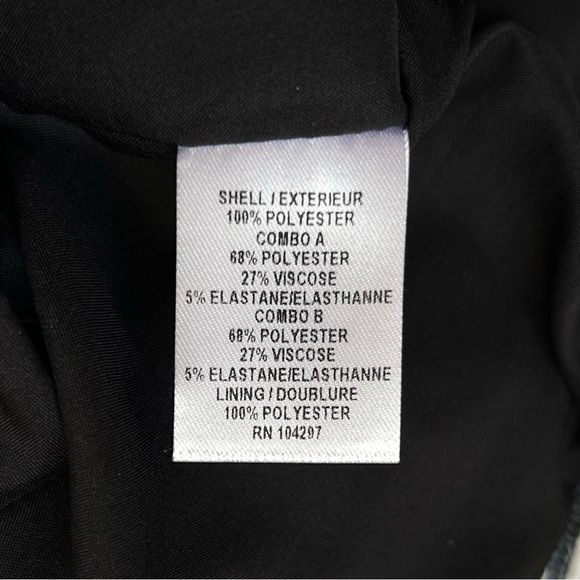 SHELL / EXTERIEUR
100% POLYESTER
COMBO A
68% POLYESTER
27% VISCOSE
5% ELASTANE/ELASTHANNE
COMBO B
68% POLYESTER
27% VISCOSE
5% ELASTANE/ELASTHANNE
LINING / DOUBLURE
100% POLYESTER
RN 104297